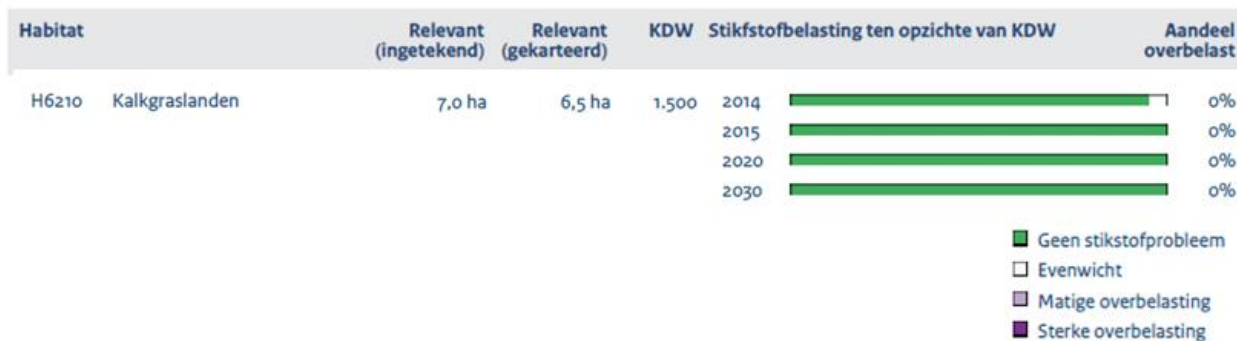 Habitat Relevant (ingetekend) Relevant (gekarteerd) KDW Stikfstofbelasting ten opzichte van KDW Aandeel overbelast
H6210 Kalkgraslanden 7,0 ha 6,5 ha 1.500 2014 0%
2015 0%
2020 0%
2030 0%
Geen stikstofprobleem
Evenwicht
Matige overbelasting
Sterke overbelasting